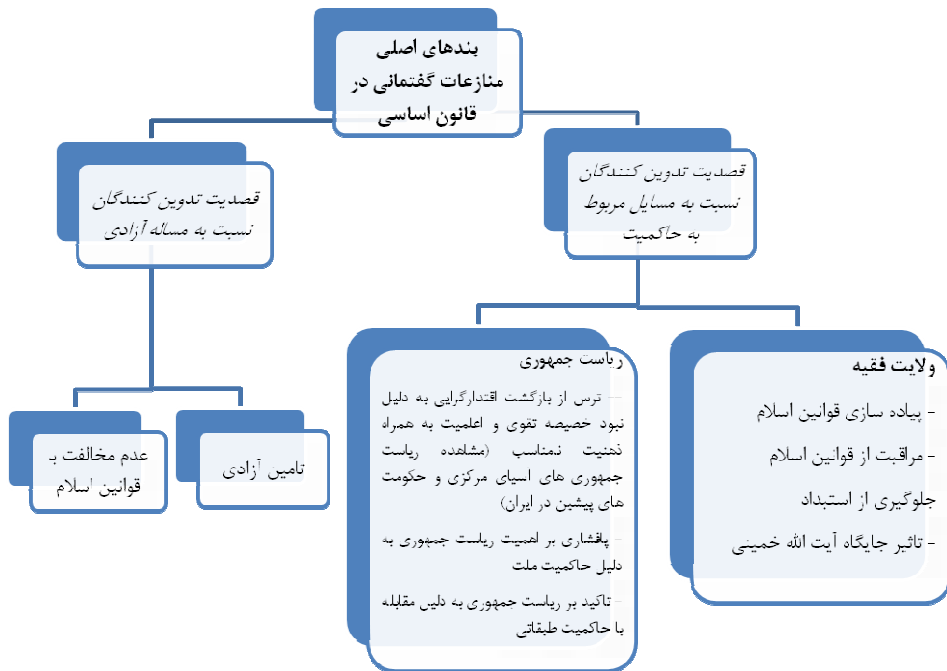 بندهای اصلی
منازعات گفتمانی در
قانون اساسی
قصدیت تدوین کنندگان
نسبت به مسایل مربوط
به حاکمیت
قصدیت تدوین کنندگان
نسبت به مساله آزادی
ولایت فقیه
- پیاده سازی قوانین اسلام
- مراقبت از قوانین اسلام
جلوگیری از استبداد
- تاثیر جایگاه آیت الله خمینی
ریاست جمهوری
- ترس از بازگشت اقتدارگرایی به دلیل
نبود خصیصه تقوی و اعلمیت به همراه
ذهنیت نامناسب (مشاهده ریاست
جمهوری های اسیای مرکزی و حکومت
های پیشین در ایران)
- پافشاری بر اهمیت ریاست جمهوری به
دلیل حاکمیت ملت
- تاکید بر ریاست جمهوری به دلیل مقابله
با حاکمیت طبقاتی
تامین آزادی
عدم مخالفت ب
قوانین اسلام